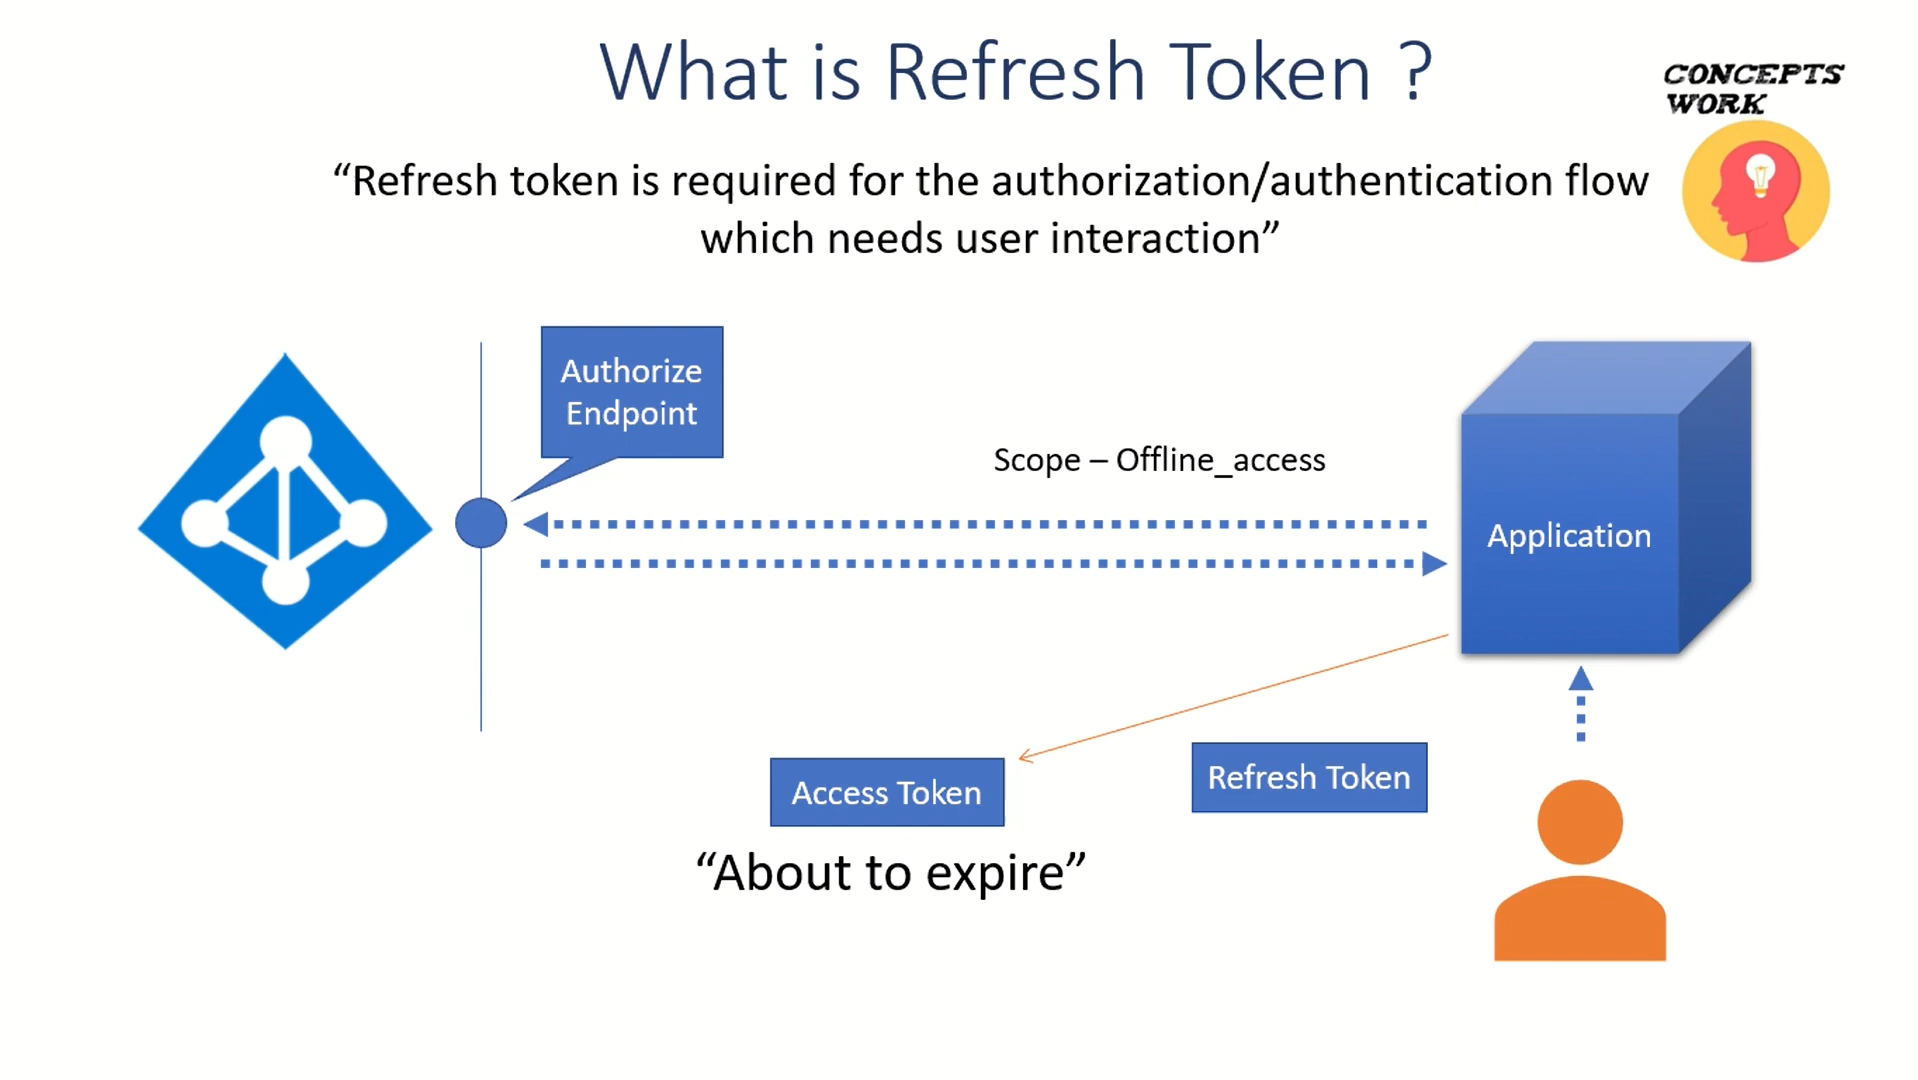 What is Refresh Token ?
CONCEPTS
WORK
“Refresh token is required for the authorization/authentication flow
which needs user interaction”
Authorize
Endpoint
Scope – Offline_access
Application
Access Token
Refresh Token
“About to expire”